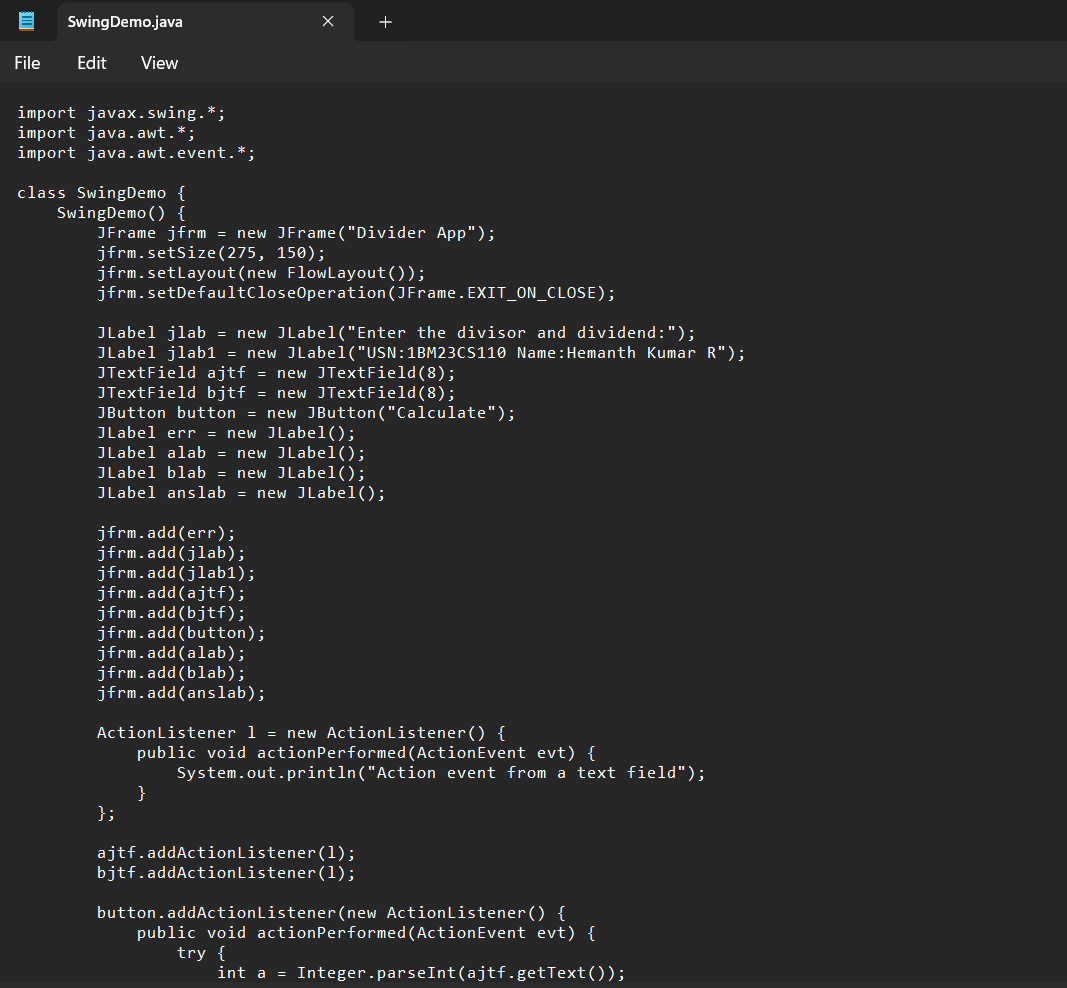 SwingDemo.java
File Edit View
import javax.swing.*;
import java.awt.*;
import java.awt.event.*;
class SwingDemo {
    SwingDemo() {
        JFrame jfrm = new JFrame("Divider App");
        jfrm.setSize(275, 150);
        jfrm.setLayout(new FlowLayout());
        jfrm.setDefaultCloseOperation(JFrame.EXIT_ON_CLOSE);
        JLabel jlab = new JLabel("Enter the divisor and dividend:");
        JLabel jlab1 = new JLabel("USN:1BM23CS110 Name:Hemanth Kumar R");
        JTextField ajtf = new JTextField(8);
        JTextField bjtf = new JTextField(8);
        JButton button = new JButton("Calculate");
        JLabel err = new JLabel();
        JLabel alab = new JLabel();
        JLabel blab = new JLabel();
        JLabel anslab = new JLabel();
        jfrm.add(err);
        jfrm.add(jlab);
        jfrm.add(jlab1);
        jfrm.add(ajtf);
        jfrm.add(bjtf);
        jfrm.add(button);
        jfrm.add(alab);
        jfrm.add(blab);
        jfrm.add(anslab);
        ActionListener l = new ActionListener() {
            public void actionPerformed(ActionEvent evt) {
                System.out.println("Action event from a text field");
            }
        };
        ajtf.addActionListener(l);
        bjtf.addActionListener(l);
        button.addActionListener(new ActionListener() {
            public void actionPerformed(ActionEvent evt) {
                try {
                    int a = Integer.parseInt(ajtf.getText());